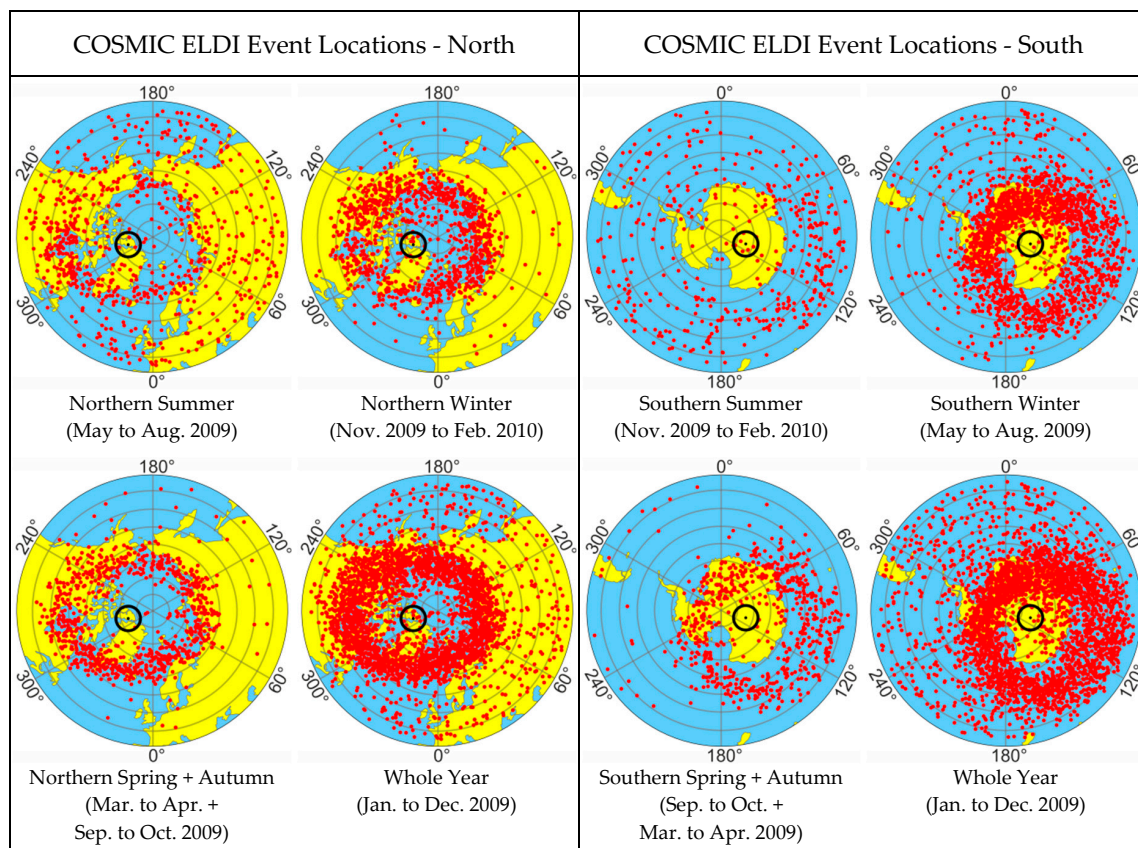 COSMIC ELDI Event Locations - North
COSMIC ELDI Event Locations - South
180°
240°
120°
300°
60°
0°
Northern Summer
(May to Aug. 2009)
180°
240°
120°
300°
60°
0°
Northern Winter
(Nov. 2009 to Feb. 2010)
0°
300°
60°
240°
120°
180°
Southern Summer
(Nov. 2009 to Feb. 2010)
0°
300°
60°
240°
120°
180°
Southern Winter
(May to Aug. 2009)
180°
240°
120°
300°
60°
0°
Northern Spring + Autumn
(Mar. to Apr. +
Sep. to Oct. 2009)
180°
240°
120°
300°
60°
0°
Whole Year
(Jan. to Dec. 2009)
0°
300°
60°
240°
120°
180°
Southern Spring + Autumn
(Sep. to Oct. +
Mar. to Apr. 2009)
0°
300°
60°
240°
120°
180°
Whole Year
(Jan. to Dec. 2009)